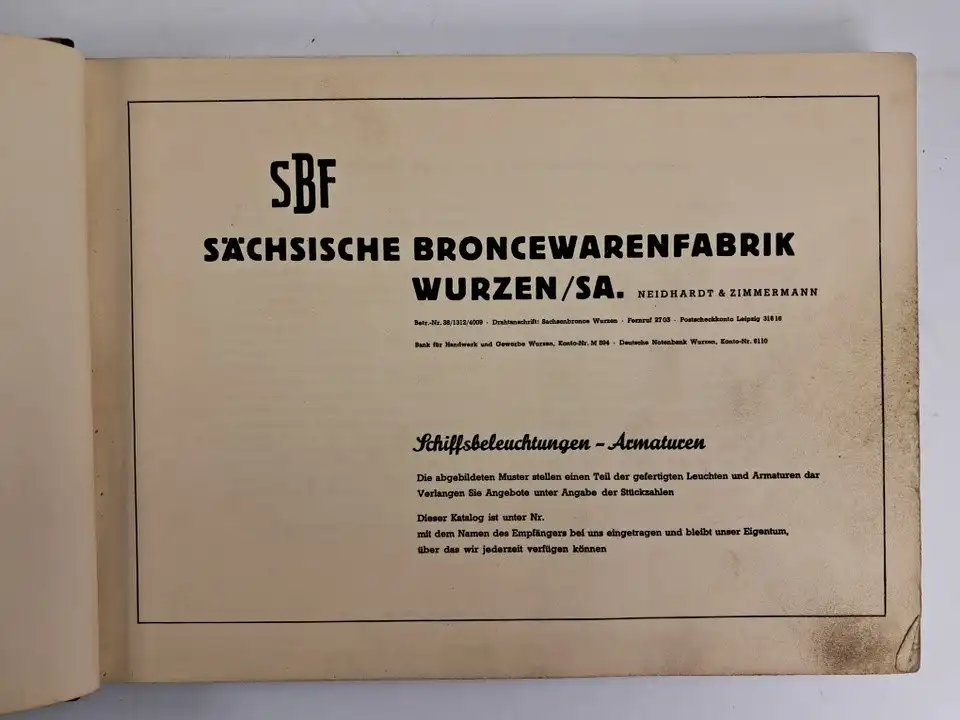 SBF
SÄCHSISCHE BRONCEWARENFABRIK
WURZEN/SA. NEIDHARDT & ZIMMERMANN
Betr.-Nr. 38/1312/4009 · Drahtanschrift: Sachsenbronce Wurzen · Fernruf 2703 · Postscheckkonto Leipzig 31616
Bank für Handwerk und Gewerbe Wurzen, Konto-Nr. M 594 · Deutsche Notenbank Wurzen, Konto-Nr. 8110
Schiffsbeleuchtungen – Armaturen
Die abgebildeten Muster stellen einen Teil der gefertigten Leuchten und Armaturen dar
Verlangen Sie Angebote unter Angabe der Stückzahlen
Dieser Katalog ist unter Nr.
mit dem Namen des Empfängers bei uns eingetragen und bleibt unser Eigentum,
über das wir jederzeit verfügen können